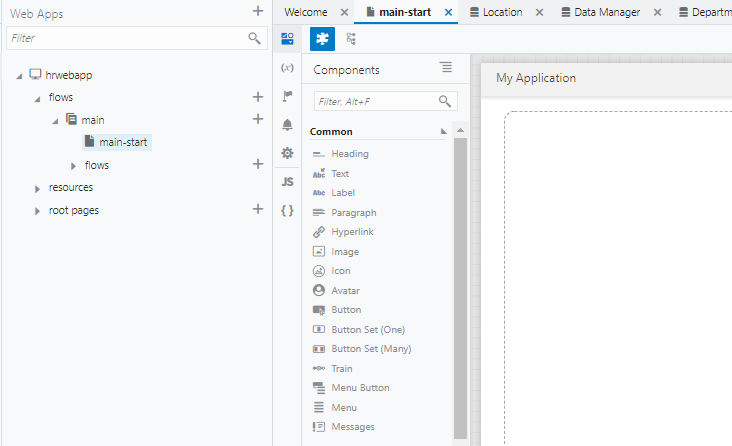 Web Apps
Filter
hrwebapp
flows
main
main-start
flows
resources
root pages
Welcome
main-start
Location
Data Manager
Departm
(x)
JS
{ }
Components
Filter, Alt+F
Common
Heading
Abc Text
Abc Label
Paragraph
Hyperlink
Image
Icon
Avatar
Button
Button Set (One)
Button Set (Many)
Train
Menu Button
Menu
Messages
My Application